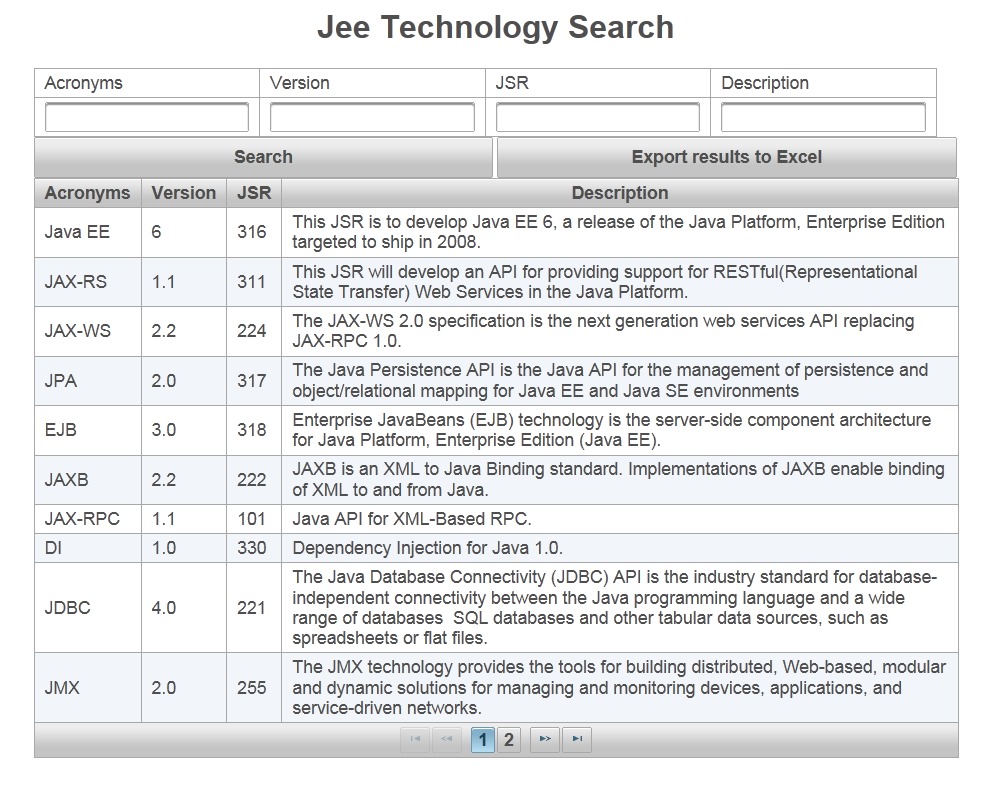 Jee Technology Search
Acronyms Version JSR Description
Search Export results to Excel
Acronyms Version JSR Description
Java EE 6 316 This JSR is to develop Java EE 6, a release of the Java Platform, Enterprise Edition
targeted to ship in 2008.
JAX-RS 1.1 311 This JSR will develop an API for providing support for RESTful(Representational
State Transfer) Web Services in the Java Platform.
JAX-WS 2.2 224 The JAX-WS 2.0 specification is the next generation web services API replacing
JAX-RPC 1.0.
JPA 2.0 317 The Java Persistence API is the Java API for the management of persistence and
object/relational mapping for Java EE and Java SE environments
EJB 3.0 318 Enterprise JavaBeans (EJB) technology is the server-side component architecture
for Java Platform, Enterprise Edition (Java EE).
JAXB 2.2 222 JAXB is an XML to Java Binding standard. Implementations of JAXB enable binding
of XML to and from Java.
JAX-RPC 1.1 101 Java API for XML-Based RPC.
DI 1.0 330 Dependency Injection for Java 1.0.
JDBC 4.0 221 The Java Database Connectivity (JDBC) API is the industry standard for database-
independent connectivity between the Java programming language and a wide
range of databases  SQL databases and other tabular data sources, such as
spreadsheets or flat files.
JMX 2.0 255 The JMX technology provides the tools for building distributed, Web-based, modular
and dynamic solutions for managing and monitoring devices, applications, and
service-driven networks.
1 2